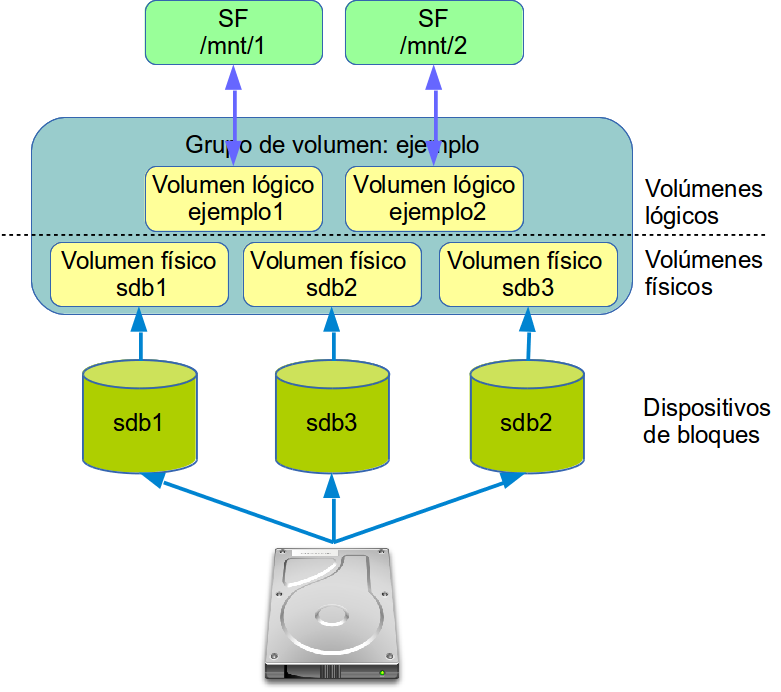 SF
/mnt/1
SF
/mnt/2
Grupo de volumen: ejemplo
Volumen lógico
ejemplo1
Volumen lógico
ejemplo2
Volúmenes
lógicos
Volumen físico
sdb1
Volumen físico
sdb2
Volumen físico
sdb3
Volúmenes
físicos
sdb1
sdb3
sdb2
Dispositivos
de bloques